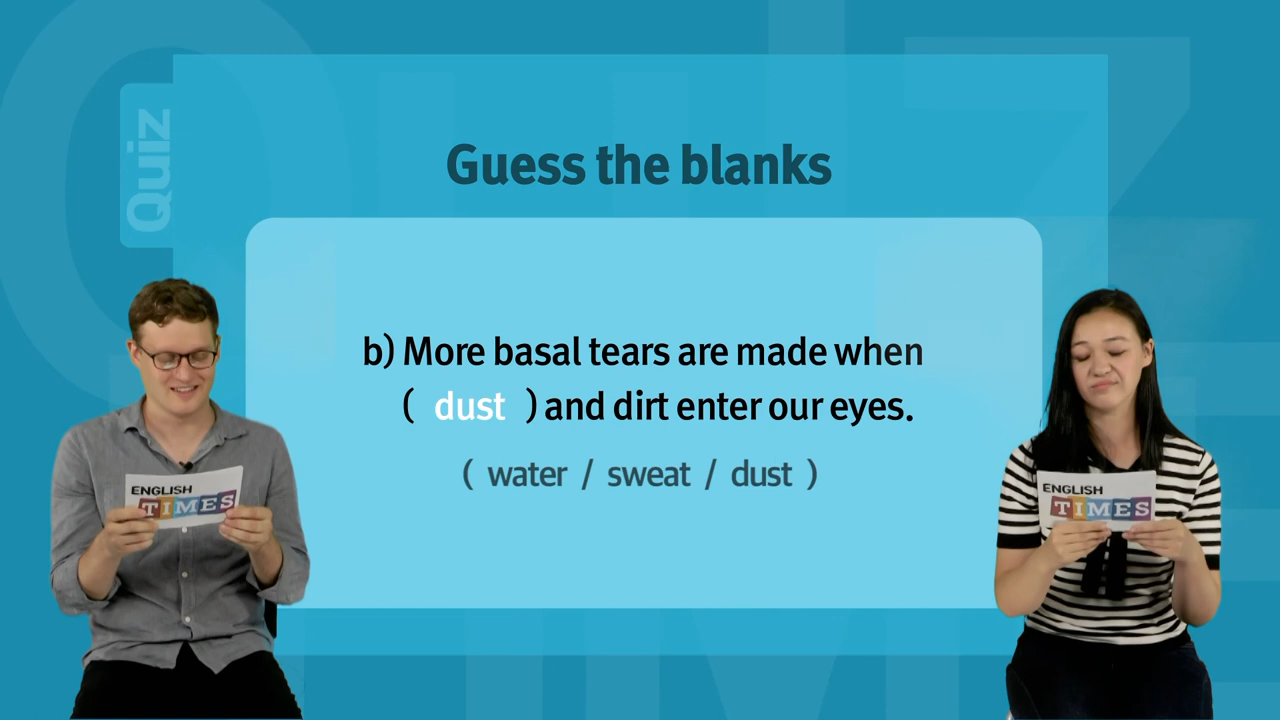 Quiz
Guess the blanks
b) More basal tears are made when
( dust ) and dirt enter our eyes.
( water / sweat / dust )
ENGLISH
TIMES
ENGLISH
TIMES